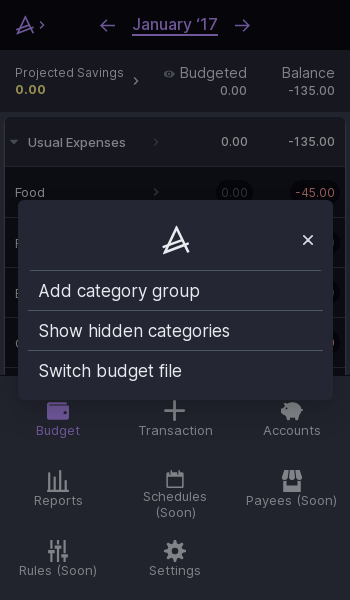 January ‘17
Projected Savings
Budgeted
Balance
0.00
0.00
-135.00
Usual Expenses
0.00
-135.00
Food
0.00
-45.00
Add category group
Show hidden categories
Switch budget file
Budget
Transaction
Accounts
Reports
Schedules
(Soon)
Payees (Soon)
Rules (Soon)
Settings